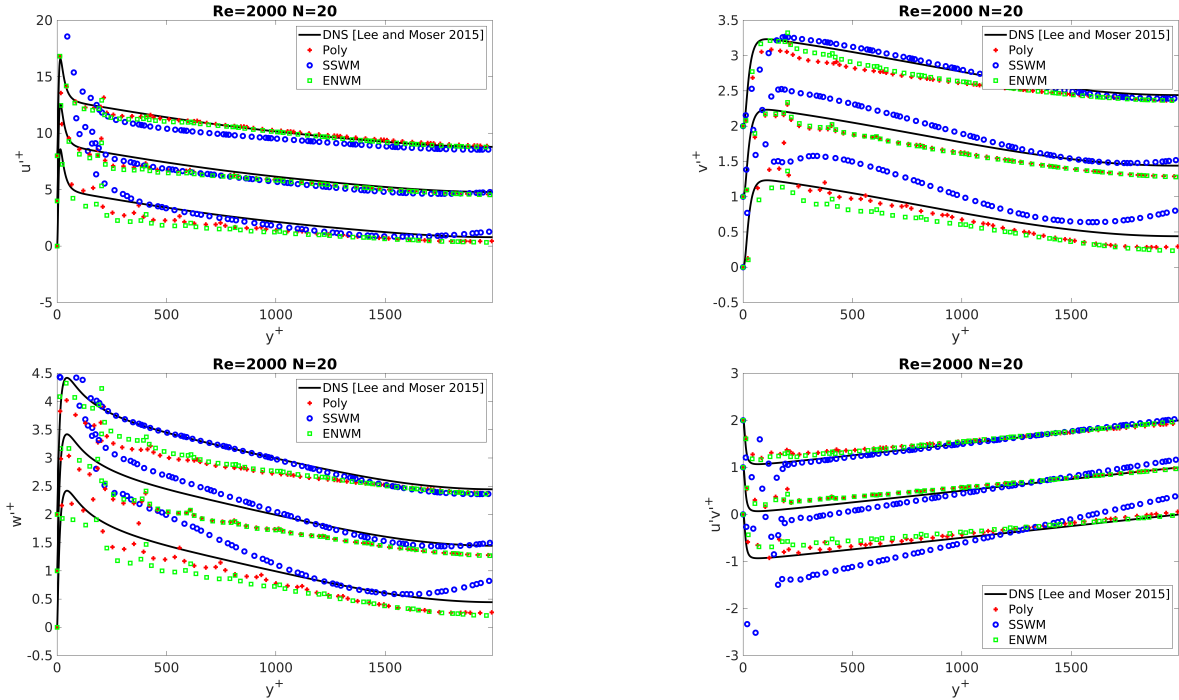 Re=2000 N=20
20
15
10
5
0
-5
u'+
0
500
1000
1500
y+
DNS [Lee and Moser 2015]
Poly
SSWM
ENWM
Re=2000 N=20
3.5
3
2.5
2
1.5
1
0.5
0
-0.5
v'+
0
500
1000
1500
y+
DNS [Lee and Moser 2015]
Poly
SSWM
ENWM
Re=2000 N=20
4.5
4
3.5
3
2.5
2
1.5
1
0.5
0
-0.5
w'+
0
500
1000
1500
y+
DNS [Lee and Moser 2015]
Poly
SSWM
ENWM
Re=2000 N=20
3
2
1
0
-1
-2
-3
u'v'+
0
500
1000
1500
y+
DNS [Lee and Moser 2015]
Poly
SSWM
ENWM